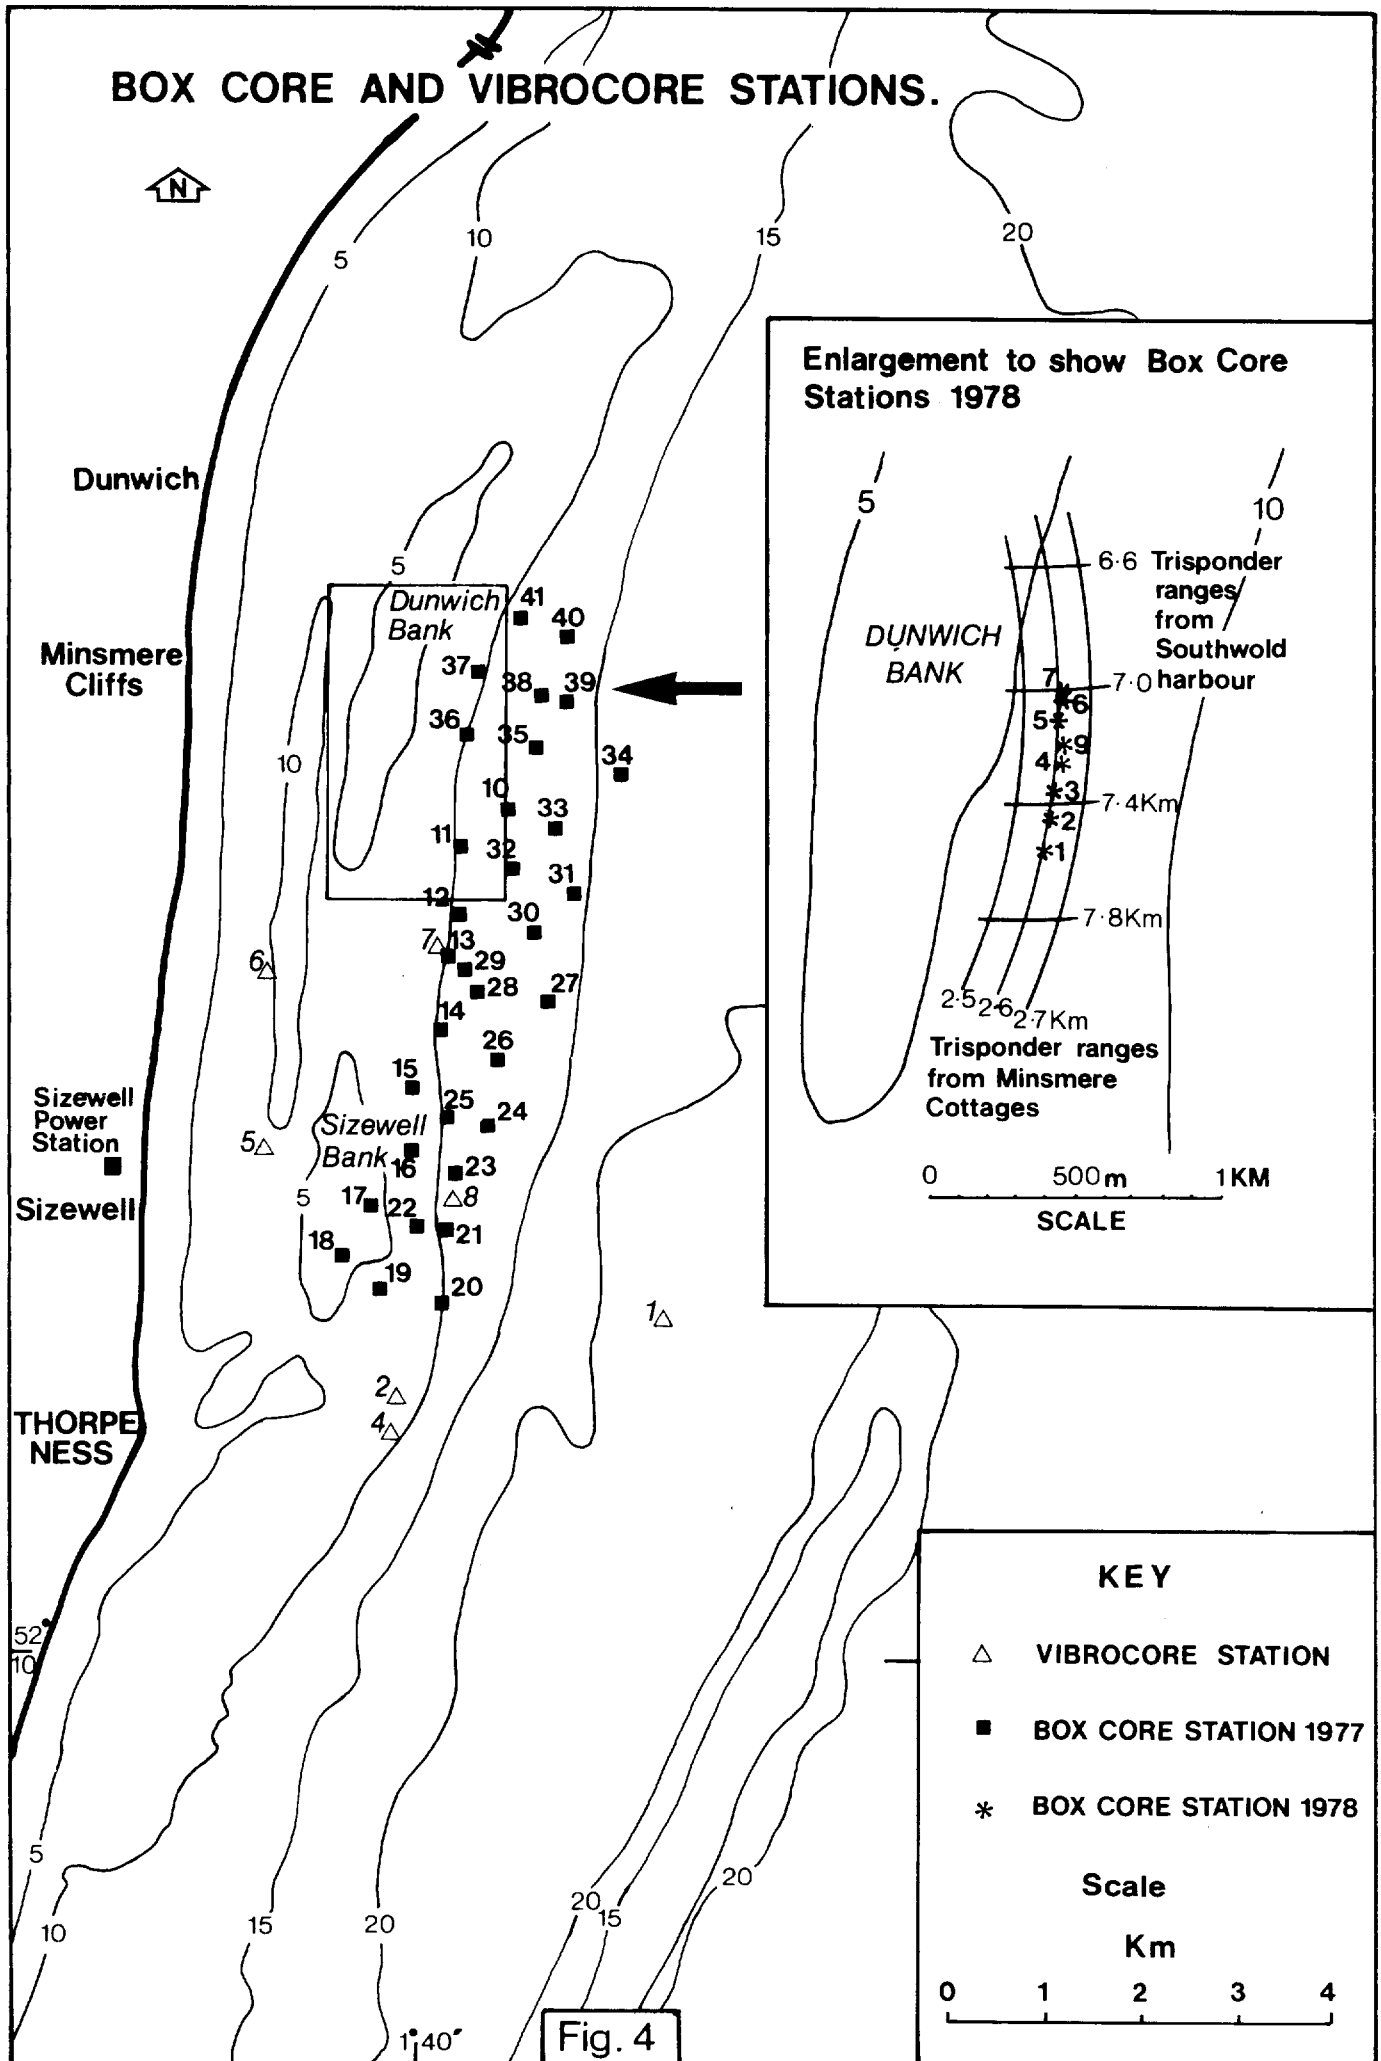 BOX CORE AND VIBROCORE STATIONS.
N
5
10
15
20
Enlargement to show Box Core
Stations 1978
5
10
6·6 Trisponder
ranges
from
Southwold
harbour
DUNWICH
BANK
7
7·0
6
5
9
4
3
7·4Km
2
1
7·8Km
2·5
2·6
2·7Km
Trisponder ranges
from Minsmere
Cottages
0
500m
1KM
SCALE
Dunwich
5
Dunwich
Bank
41
40
Minsmere
Cliffs
37
38
39
36
35
34
10
10
33
11
32
31
12
30
7
13
6
29
28
27
14
26
15
Sizewell
Power
Station
25
24
Sizewell
Bank
5
16
23
5
17
22
8
Sizewell
21
18
19
20
1
2
4
THORPE
NESS
52
10
KEY
VIBROCORE STATION
BOX CORE STATION 1977
BOX CORE STATION 1978
Scale
Km
0
1
2
3
4
5
10
15
20
20
15
20
1°40′
Fig. 4